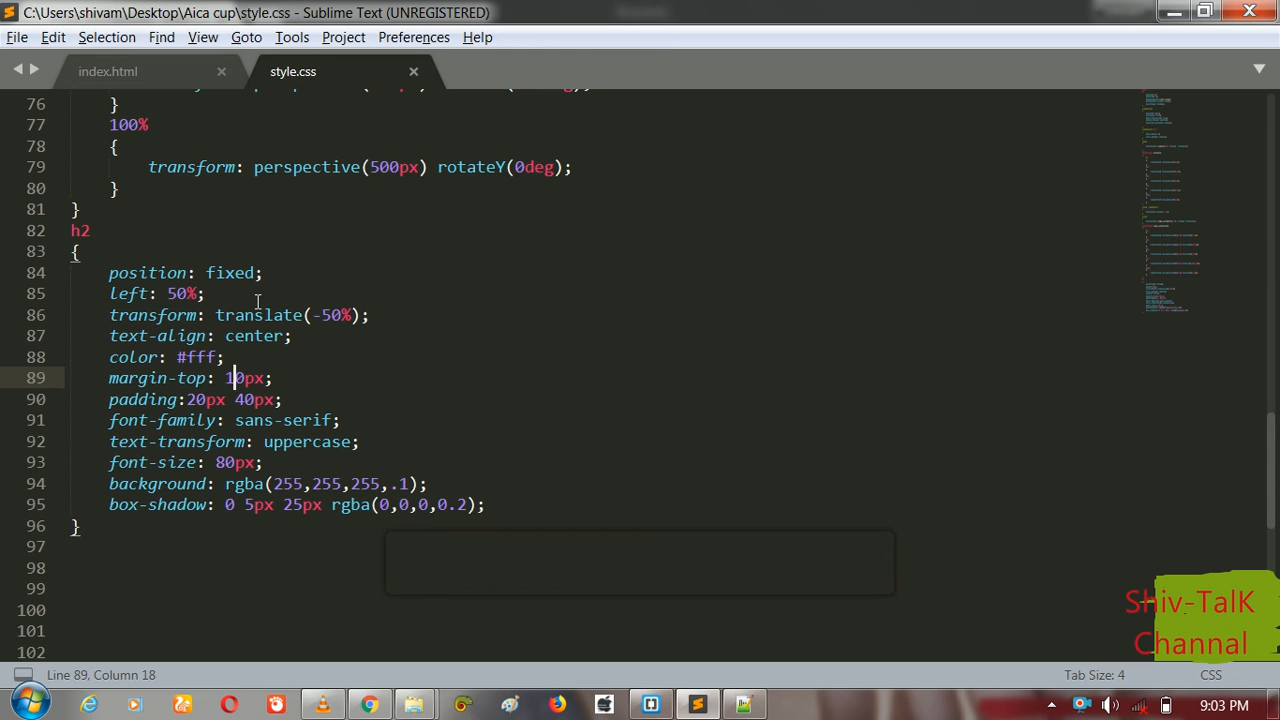 C:\Users\shivam\Desktop\Aica cup\style.css - Sublime Text (UNREGISTERED)
File Edit Selection Find View Goto Tools Project Preferences Help
index.html style.css
76 }
77 100%
78 {
79 transform: perspective(500px) rotateY(0deg);
80 }
81 }
82 h2
83 {
84 position: fixed;
85 left: 50%;
86 transform: translate(-50%);
87 text-align: center;
88 color: #fff;
89 margin-top: 10px;
90 padding:20px 40px;
91 font-family: sans-serif;
92 text-transform: uppercase;
93 font-size: 80px;
94 background: rgba(255,255,255,.1);
95 box-shadow: 0 5px 25px rgba(0,0,0,0.2);
96 }
97
98
99
100
101
102
Shiv-TalK
Channel
Line 89, Column 18 Tab Size: 4 CSS
9:03 PM